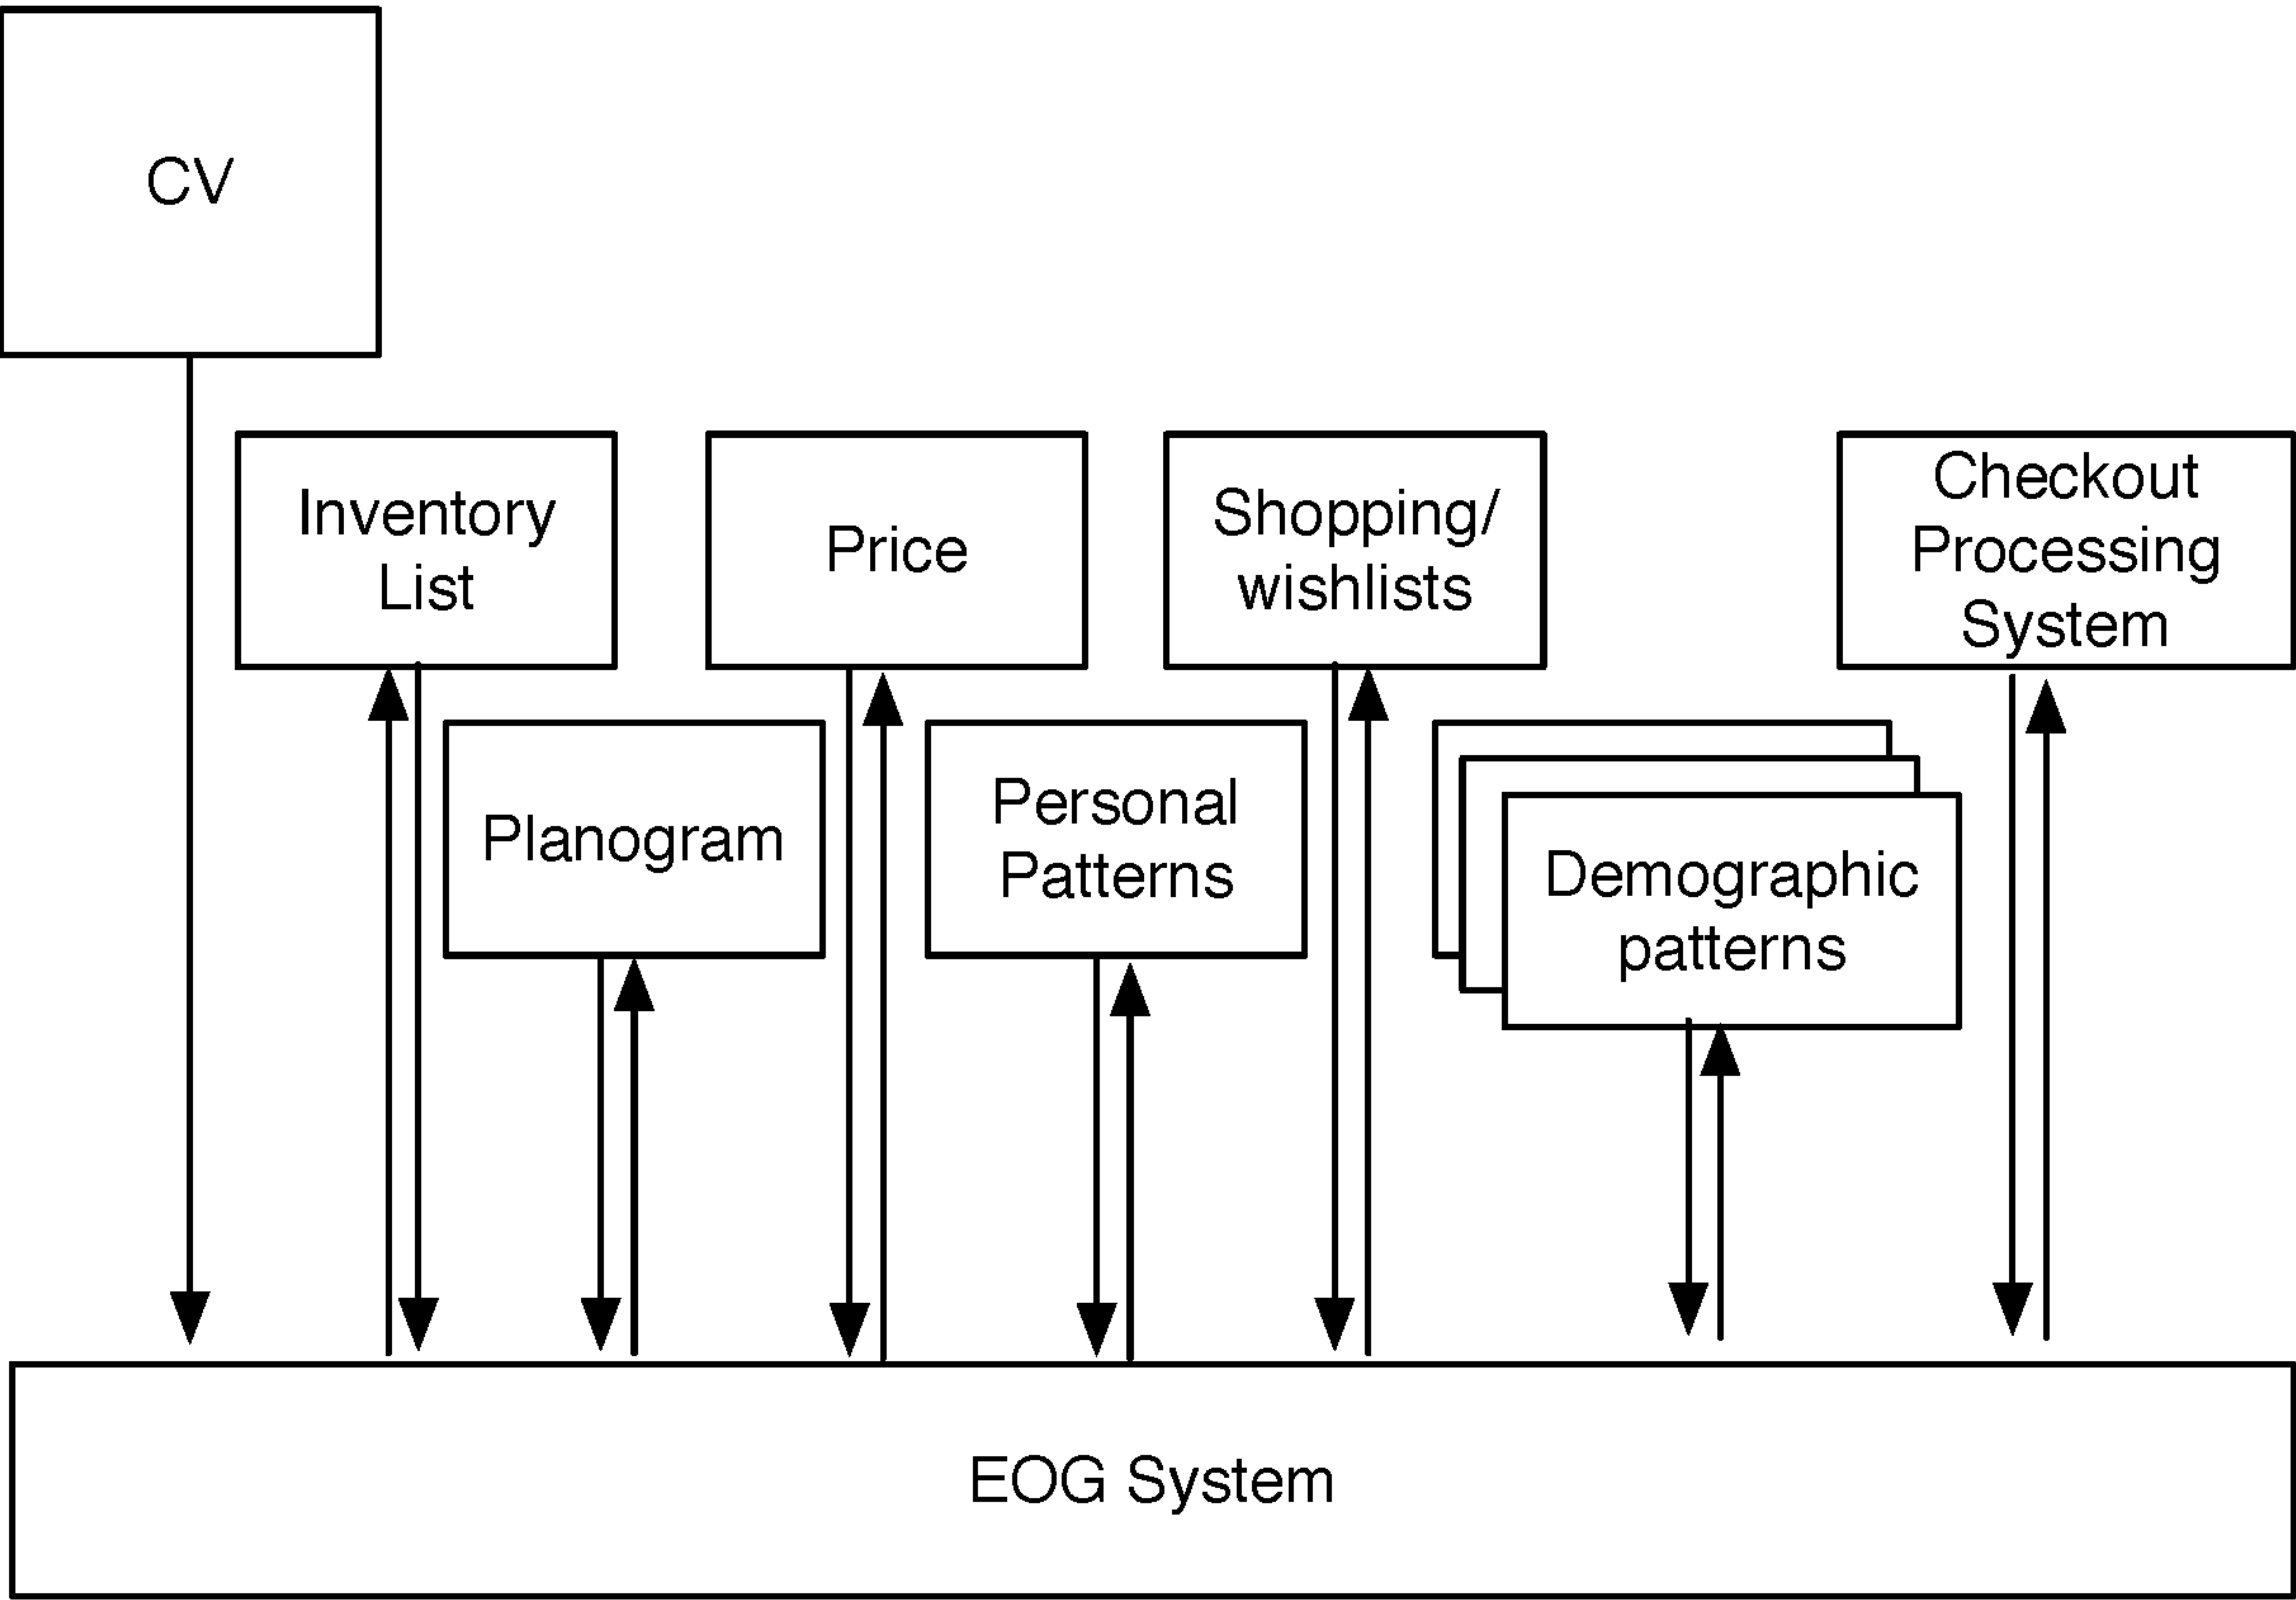 CV
Inventory
List
Price
Shopping/
wishlists
Checkout
Processing
System
Planogram
Personal
Patterns
Demographic
patterns
EOG System